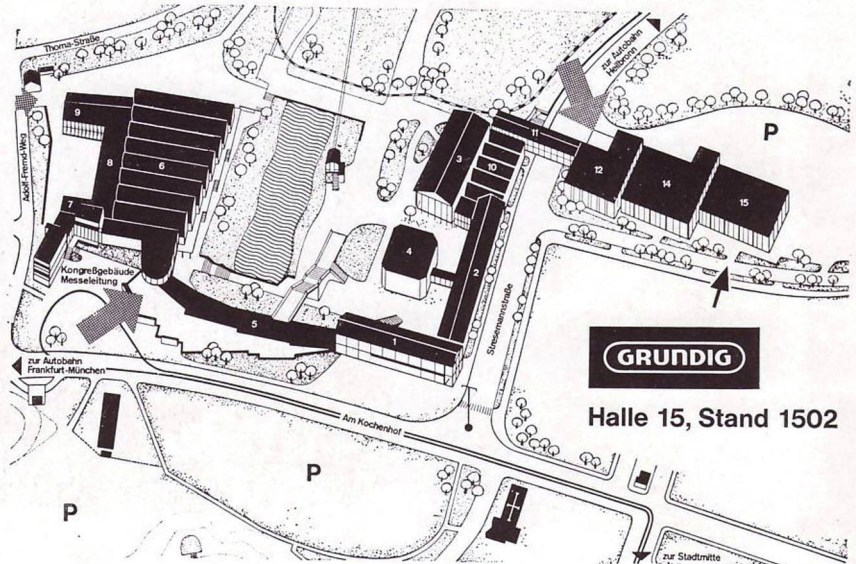 Thoma-Straße
zur Autobahn
Heilbronn
P
9
8
6
7
3
10
11
12
14
15
4
2
Adolf-Fremd-Weg
Kongreßgebäude
Messeleitung
5
1
Stresemannstraße
zur Autobahn
Frankfurt-München
Am Kochenhof
GRUNDIG
Halle 15, Stand 1502
P
P
zur Stadtmitte